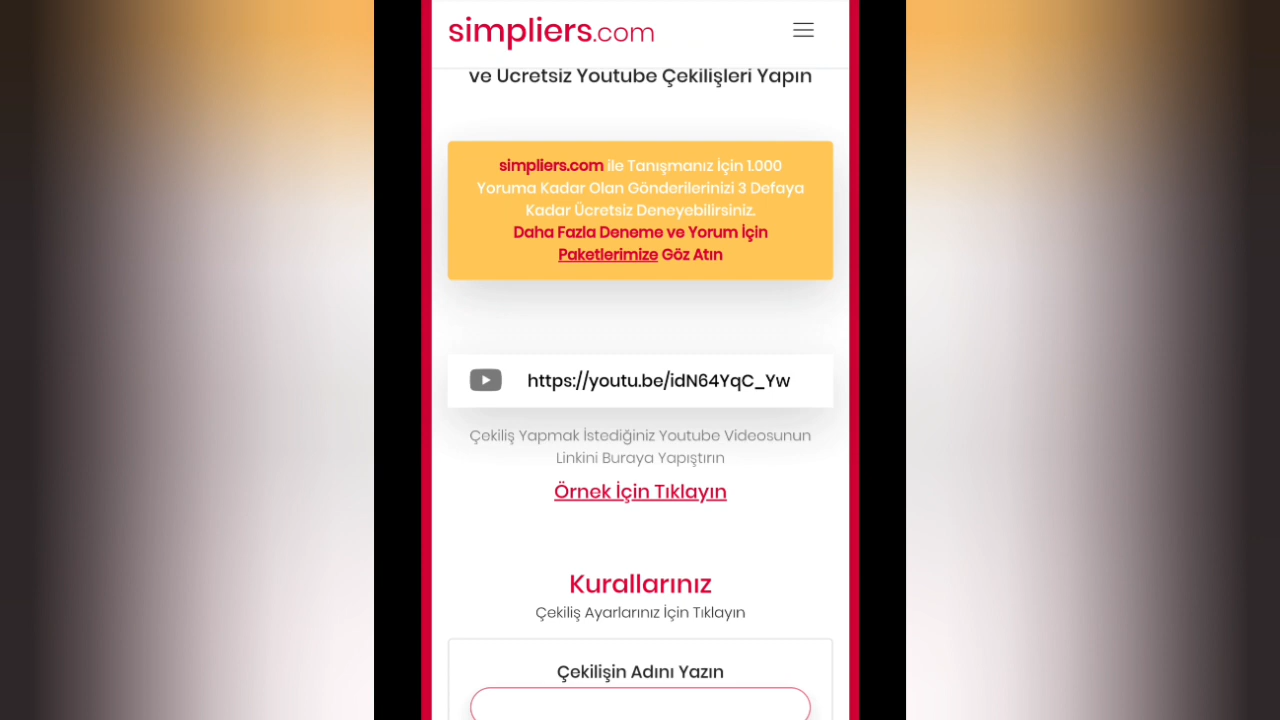 simpliers.com
ve Ücretsiz Youtube Çekilişleri Yapın
simpliers.com ile Tanışmanız İçin 1.000
Yoruma Kadar Olan Gönderilerinizi 3 Defaya
Kadar Ücretsiz Deneyebilirsiniz.
Daha Fazla Deneme ve Yorum İçin
Paketlerimize Göz Atın
https://youtu.be/idN64YqC_Yw
Çekiliş Yapmak İstediğiniz Youtube Videosunun
Linkini Buraya Yapıştırın
Örnek İçin Tıklayın
Kurallarınız
Çekiliş Ayarlarınız İçin Tıklayın
Çekilişin Adını Yazın